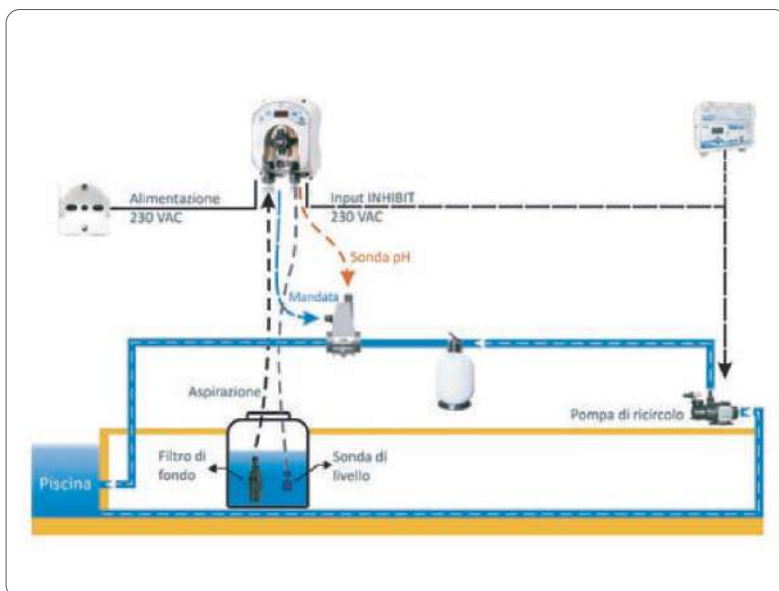 Alimentazione
230 VAC
Input INHIBIT
230 VAC
Sonda pH
Mandata
Aspirazione
Pompa di ricircolo
Filtro di
fondo
Sonda di
livello
Piscina